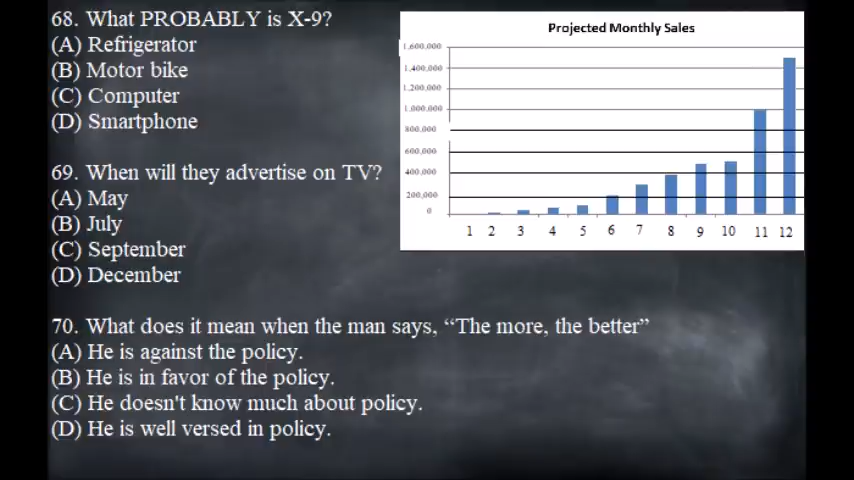 68. What PROBABLY is X-9?
(A) Refrigerator
(B) Motor bike
(C) Computer
(D) Smartphone
69. When will they advertise on TV?
(A) May
(B) July
(C) September
(D) December
70. What does it mean when the man says, “The more, the better”
(A) He is against the policy.
(B) He is in favor of the policy.
(C) He doesn't know much about policy.
(D) He is well versed in policy.
Projected Monthly Sales
1,600,000
1,400,000
1,200,000
1,000,000
800,000
600,000
400,000
200,000
0
1 2 3 4 5 6 7 8 9 10 11 12